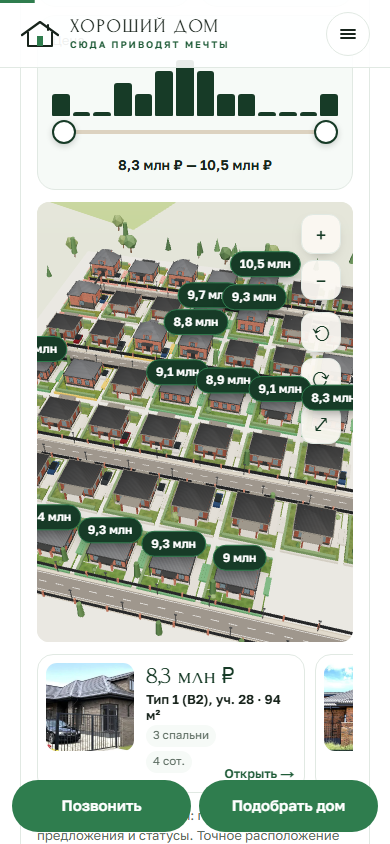 ХОРОШИЙ ДОМ
СЮДА ПРИВОДЯТ МЕЧТЫ
8,3 млн ₽ — 10,5 млн ₽
10,5 млн
9,7 млн
9,3 млн
8,8 млн
млн
9,1 млн
8,9 млн
9,1 млн
8,3 млн
4 млн
9,3 млн
9,3 млн
9 млн
8,3 млн ₽
Тип 1 (В2), уч. 28 · 94
м²
3 спальни
4 сот.
Открыть →
Позвонить
Подобрать дом
предложения и статусы. Точное расположение